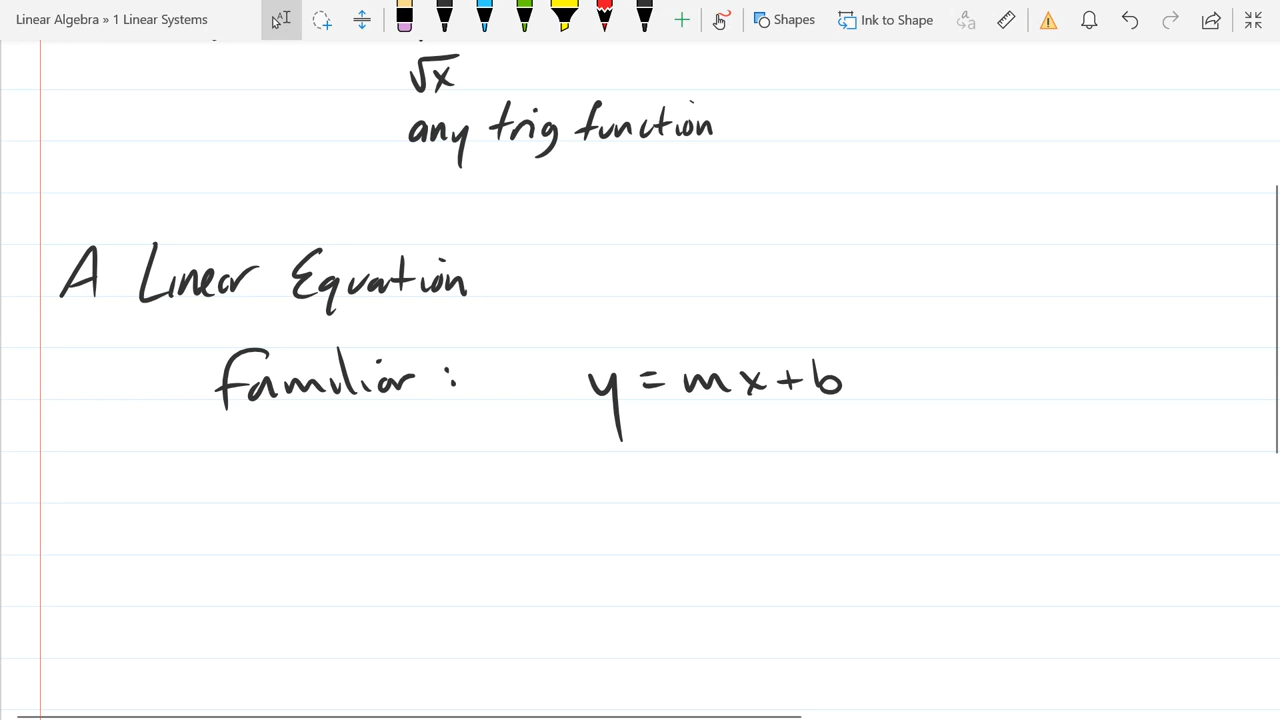 Linear Algebra » 1 Linear Systems
Shapes
Ink to Shape
√x
any trig function
A Linear Equation
familiar : y = mx + b